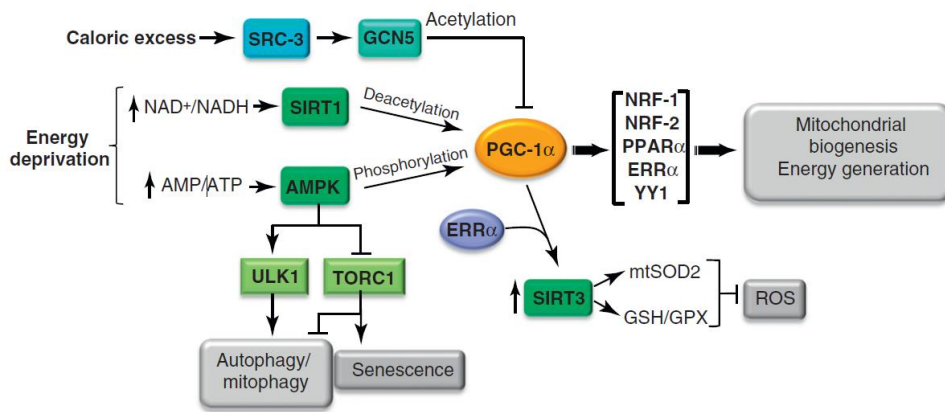 Caloric excess
SRC-3
GCN5
Acetylation
Energy
deprivation
NAD+/NADH
SIRT1
Deacetylation
AMP/ATP
AMPK
Phosphorylation
PGC-1α
NRF-1
NRF-2
PPARα
ERRα
YY1
Mitochondrial
biogenesis
Energy generation
ERRα
ULK1
TORC1
SIRT3
mtSOD2
GSH/GPX
ROS
Autophagy/
mitophagy
Senescence